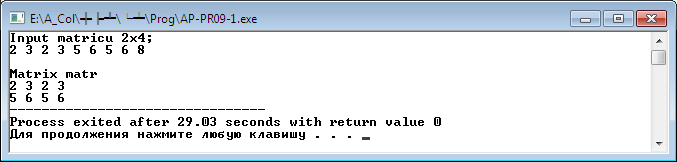 E:\A_Col\┼ ├┴\ └┴\Prog\AP-PR09-1.exe
Input matricu 2x4;
2 3 2 3 5 6 5 6 8
Matrix matr
2 3 2 3
5 6 5 6
--------------------------------
Process exited after 29.03 seconds with return value 0
Для продолжения нажмите любую клавишу . . .